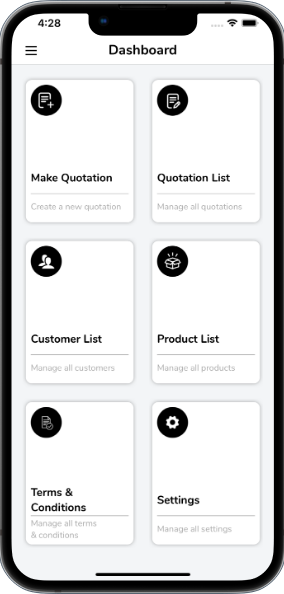 4:28
Dashboard
Make Quotation
Create a new quotation
Quotation List
Manage all quotations
Customer List
Manage all customers
Product List
Manage all products
Terms &
Conditions
Manage all terms
& conditions
Settings
Manage all settings